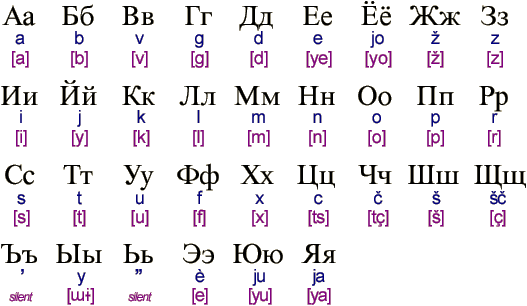 Аа Бб Вв Гг Дд Ее Ёё Жж Зз
a b v g d e jo ž z
[a] [b] [v] [g] [d] [ye] [yo] [ž] [z]
Ии Йй Кк Лл Мм Нн Оо Пп Рр
i j k l m n o p r
[i] [y] [k] [l] [m] [n] [o] [p] [r]
Сс Тт Уу Фф Хх Цц Чч Шш Щщ
s t u f x c č š šč
[s] [t] [u] [f] [x] [ts] [tç] [š] [ç]
Ъъ Ыы Ьь Ээ Юю Яя
’ y ” è ju ja
silent [ɯɨ] silent [e] [yu] [ya]